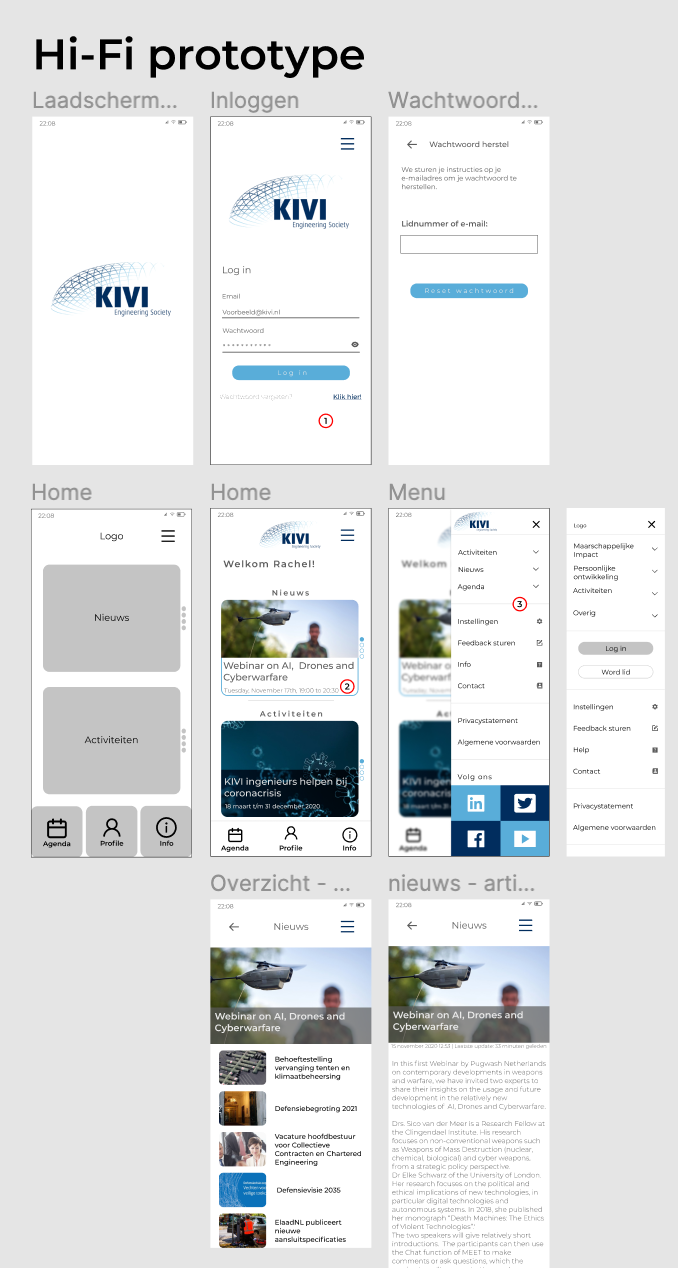 Hi-Fi prototype
Laadscherm...
Inloggen
Wachtwoord...
22:08
22:08
KIVI
Engineering Society
Log in
Email
Voorbeeld@kivi.nl
Wachtwoord
Log in
Wachtwoord vergeten?
Klik hier!
1
22:08
Wachtwoord herstel
We sturen je instructies op je
e-mailadres om je wachtwoord te
herstellen.
Lidnummer of e-mail:
Reset wachtwoord
KIVI
Engineering Society
Home
Home
Menu
22:08
Logo
Nieuws
Activiteiten
Agenda
Profile
Info
22:08
KIVI
Engineering Society
Welkom Rachel!
Nieuws
Webinar on AI, Drones and
Cyberwarfare
Tuesday, November 17th, 19:00 to 20:30
2
Activiteiten
KIVI ingenieurs helpen bij
coronacrisis
18 maart t/m 31 december 2020
Agenda
Profile
Info
22:08
Welkom
Webinar o
Cyberwarf
Tuesday, Novem
KIVI ingen
coronacris
18 maart t/m
Agenda
KIVI
Activiteiten
Nieuws
Agenda
3
Instellingen
Feedback sturen
Info
Contact
Privacystatement
Algemene voorwaarden
Volg ons
Logo
Maarschappelijke
Impact
Persoonlijke
ontwikkeling
Activiteiten
Overig
Log in
Word lid
Instellingen
Feedback sturen
Help
Contact
Privacystatement
Algemene voorwaarden
Overzicht - ...
nieuws - arti...
22:08
Nieuws
Webinar on AI, Drones and
Cyberwarfare
Behoeftestelling
vervanging tenten en
klimaatbeheersing
Defensiebegroting 2021
Vacature hoofdbestuur
voor Collectieve
Contracten en Chartered
Engineering
Defensievisie 2035
ElaadNL publiceert
nieuwe
aansluitspecificaties
22:08
Nieuws
Webinar on AI, Drones and
Cyberwarfare
15 november 2020 12:53 | Laatste update: 53 minuten geleden
In this first Webinar by Pugwash Netherlands
on contemporary developments in weapons
and warfare, we have invited two experts to
share their insights on the usage and future
development in the relatively new
technologies of AI, Drones and Cyberwarfare.
Drs. Sico van der Meer is a Research Fellow at
the Clingendael Institute. His research
focuses on non-conventional weapons such
as Weapons of Mass Destruction (nuclear,
chemical, biological) and cyber weapons,
from a strategic policy perspective.
Dr Elke Schwarz of the University of London.
Her research focuses on the political and
ethical implications of new technologies, in
particular digital technologies and
autonomous systems. In 2018, she published
her monograph "Death Machines: The Ethics
of Violent Technologies".
The two speakers will give relatively short
introductions. The participants can then use
the Chat function of MEET to make
comments or ask questions, which the